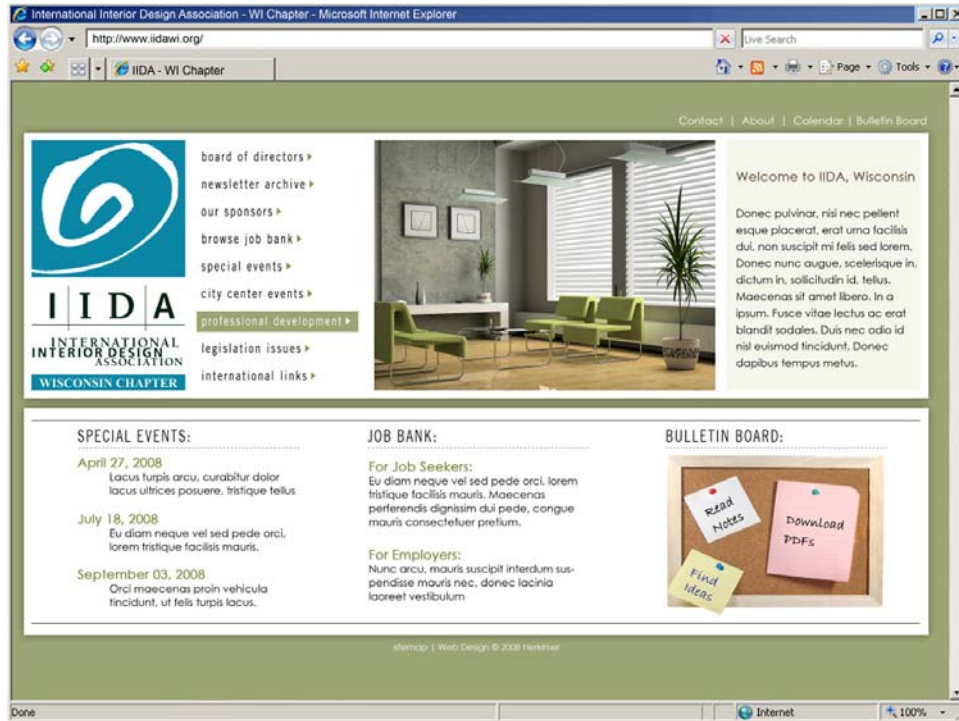 International Interior Design Association - WI Chapter - Microsoft Internet Explorer
http://www.iidawi.org/
Live Search
IIDA - WI Chapter
Page
Tools
Contact | About | Calendar | Bulletin Board
IIDA
INTERNATIONAL
INTERIOR DESIGN
ASSOCIATION
WISCONSIN CHAPTER
board of directors
newsletter archive
our sponsors
browse job bank
special events
city center events
professional development
legislation issues
international links
Welcome to IIDA, Wisconsin
Donec pulvinar, nisi nec pellent
esque placerat, erat urna facilisis
dui, non suscipit mi felis sed lorem.
Donec nunc augue, scelerisque in,
dictum in, sollicitudin id, tellus.
Maecenas sit amet libero. In a
ipsum. Fusce vitae lectus ac erat
blandit sodales. Duis nec odio id
nisl euismod tincidunt. Donec
dapibus tempus metus.
SPECIAL EVENTS:
April 27, 2008
Lacus turpis arcu, curabitur dolor
lacus ultrices posuere, tristique tellus
July 18, 2008
Eu diam neque vel sed pede orci,
lorem tristique facilisis mauris.
September 03, 2008
Orci maecenas proin vehicula
tincidunt, ut felis turpis lacus.
JOB BANK:
For Job Seekers:
Eu diam neque vel sed pede orci, lorem
tristique facilisis mauris. Maecenas
perferendis dignissim dui pede, congue
mauris consectetuer pretium.
For Employers:
Nunc arcu, mauris suscipit interdum sus-
pendisse mauris nec, donec lacinia
laoreet vestibulum
BULLETIN BOARD:
Read
Notes
Download
PDFs
Find
Ideas
sitemap | Web Design © 2008 Herkimer
Done
Internet
100%